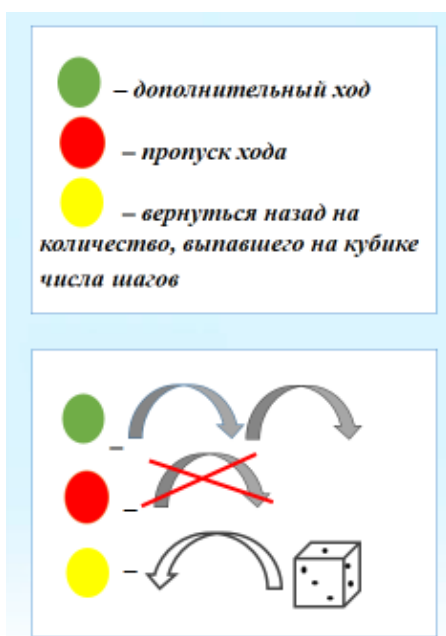 – дополнительный ход
– пропуск хода
– вернуться назад на
количество, выпавшего на кубике
числа шагов
–
–
–